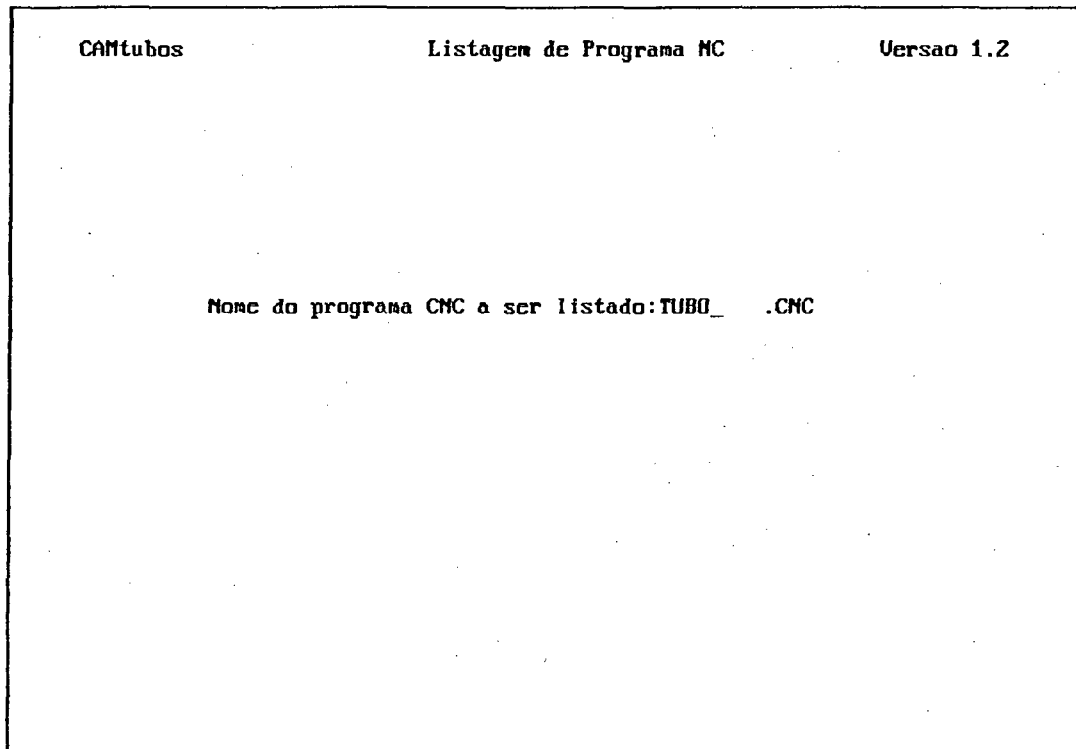 CAMtubos Listagem de Programa NC Versao 1.2
Nome do programa CNC a ser listado:TUBO_ .CNC